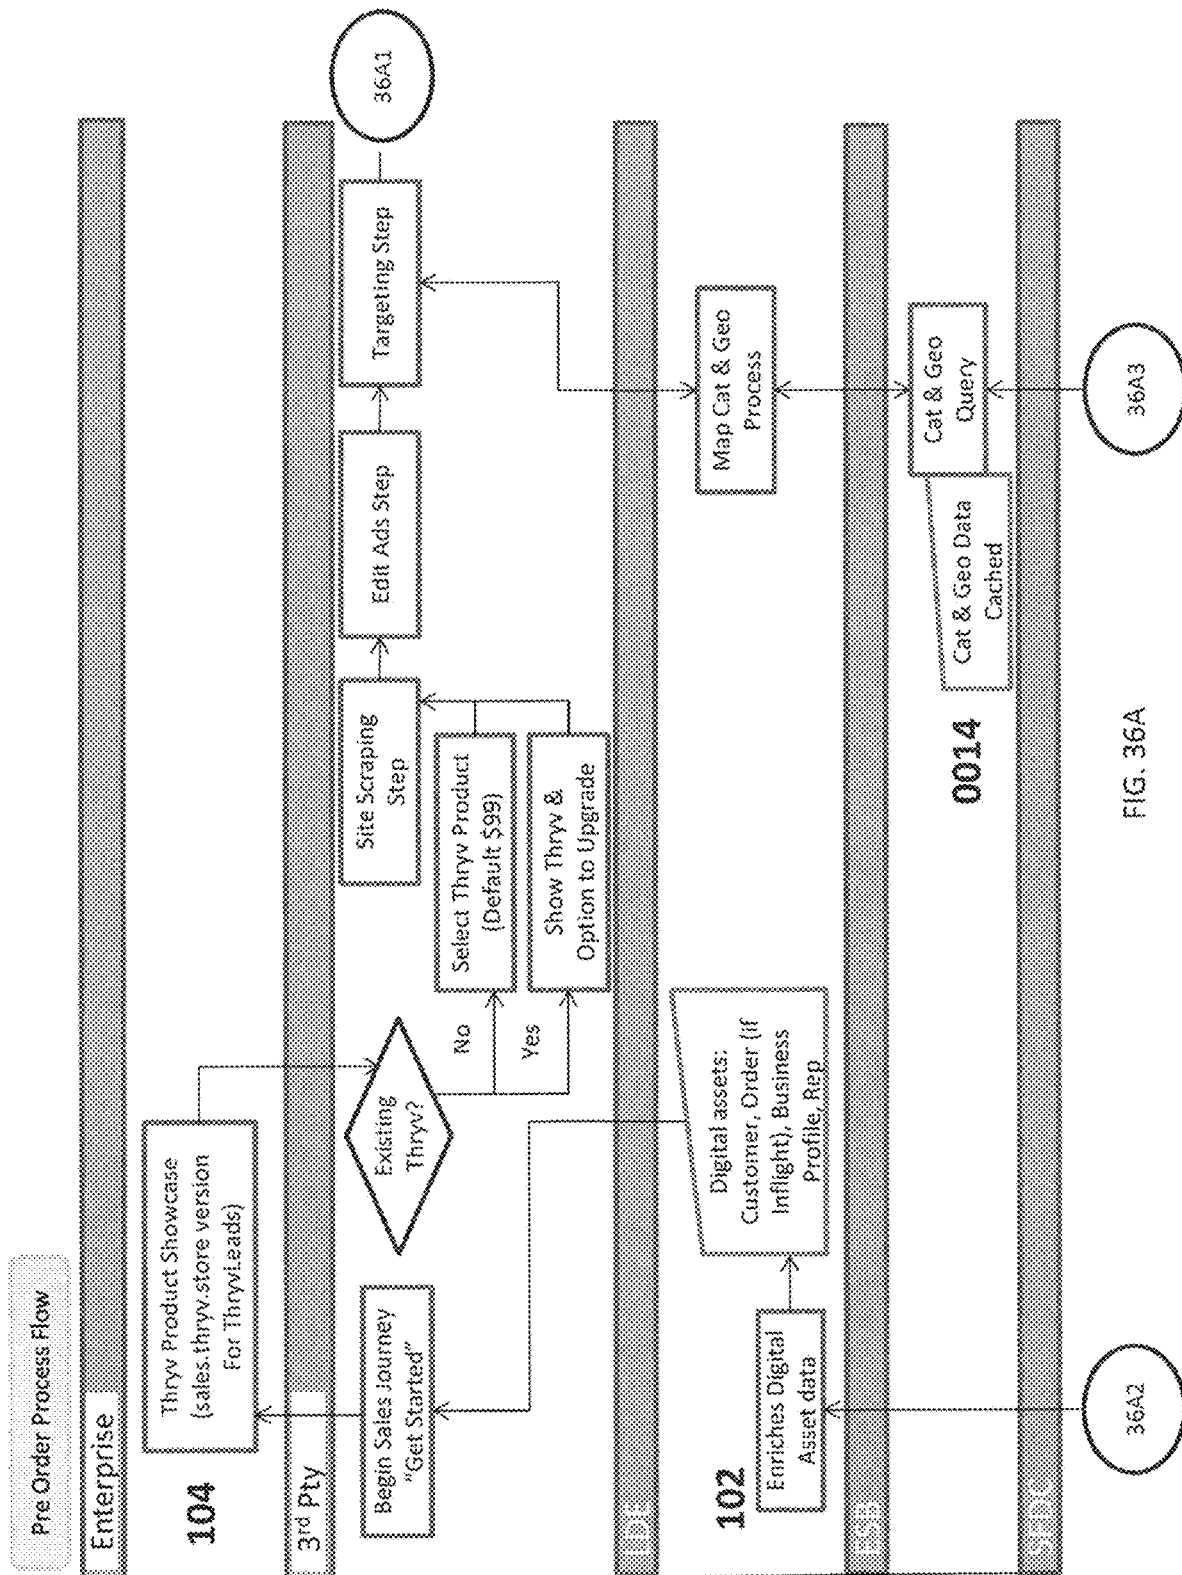 Pre Order Process Flow
Enterprise
104
Thryv Product Showcase
(sales.thryv.store version
For ThryvLeads)
3rd Pty
Begin Sales Journey
"Get Started"
Existing
Thryv?
No
Yes
Select Thryv Product
(Default $99)
Show Thryv &
Option to Upgrade
Site Scraping
Step
Edit Ads Step
Targeting Step
36A1
102
Enriches Digital
Asset data
Digital assets:
Customer, Order (if
Inflight), Business
Profile, Rep
Map Cat & Geo
Process
ESB
0014
Cat & Geo Data
Cached
Cat & Geo
Query
36A2
36A3
FIG. 36A